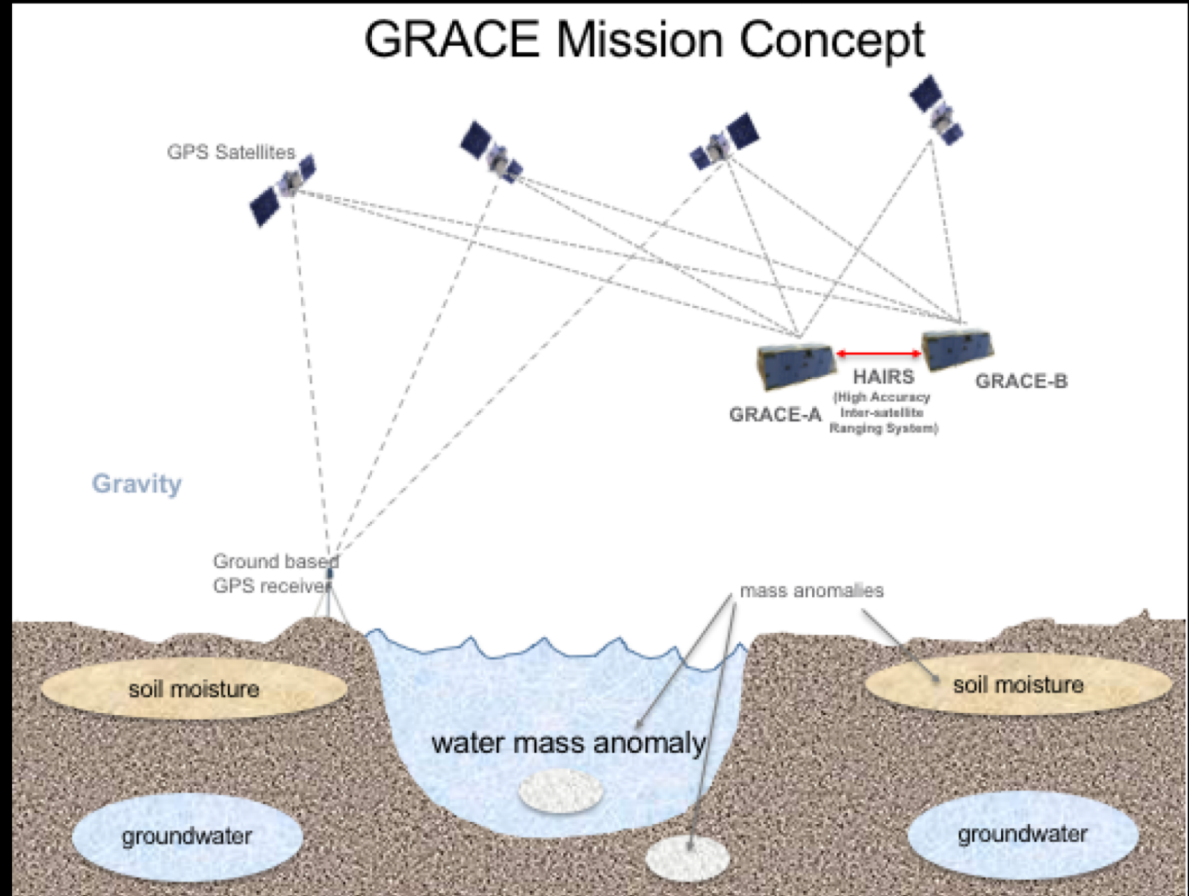 GRACE Mission Concept
GPS Satellites
HAIRS
(High Accuracy
Inter-satellite
Ranging System)
GRACE-A
GRACE-B
Gravity
Ground based
GPS receiver
mass anomalies
soil moisture
soil moisture
water mass anomaly
groundwater
groundwater